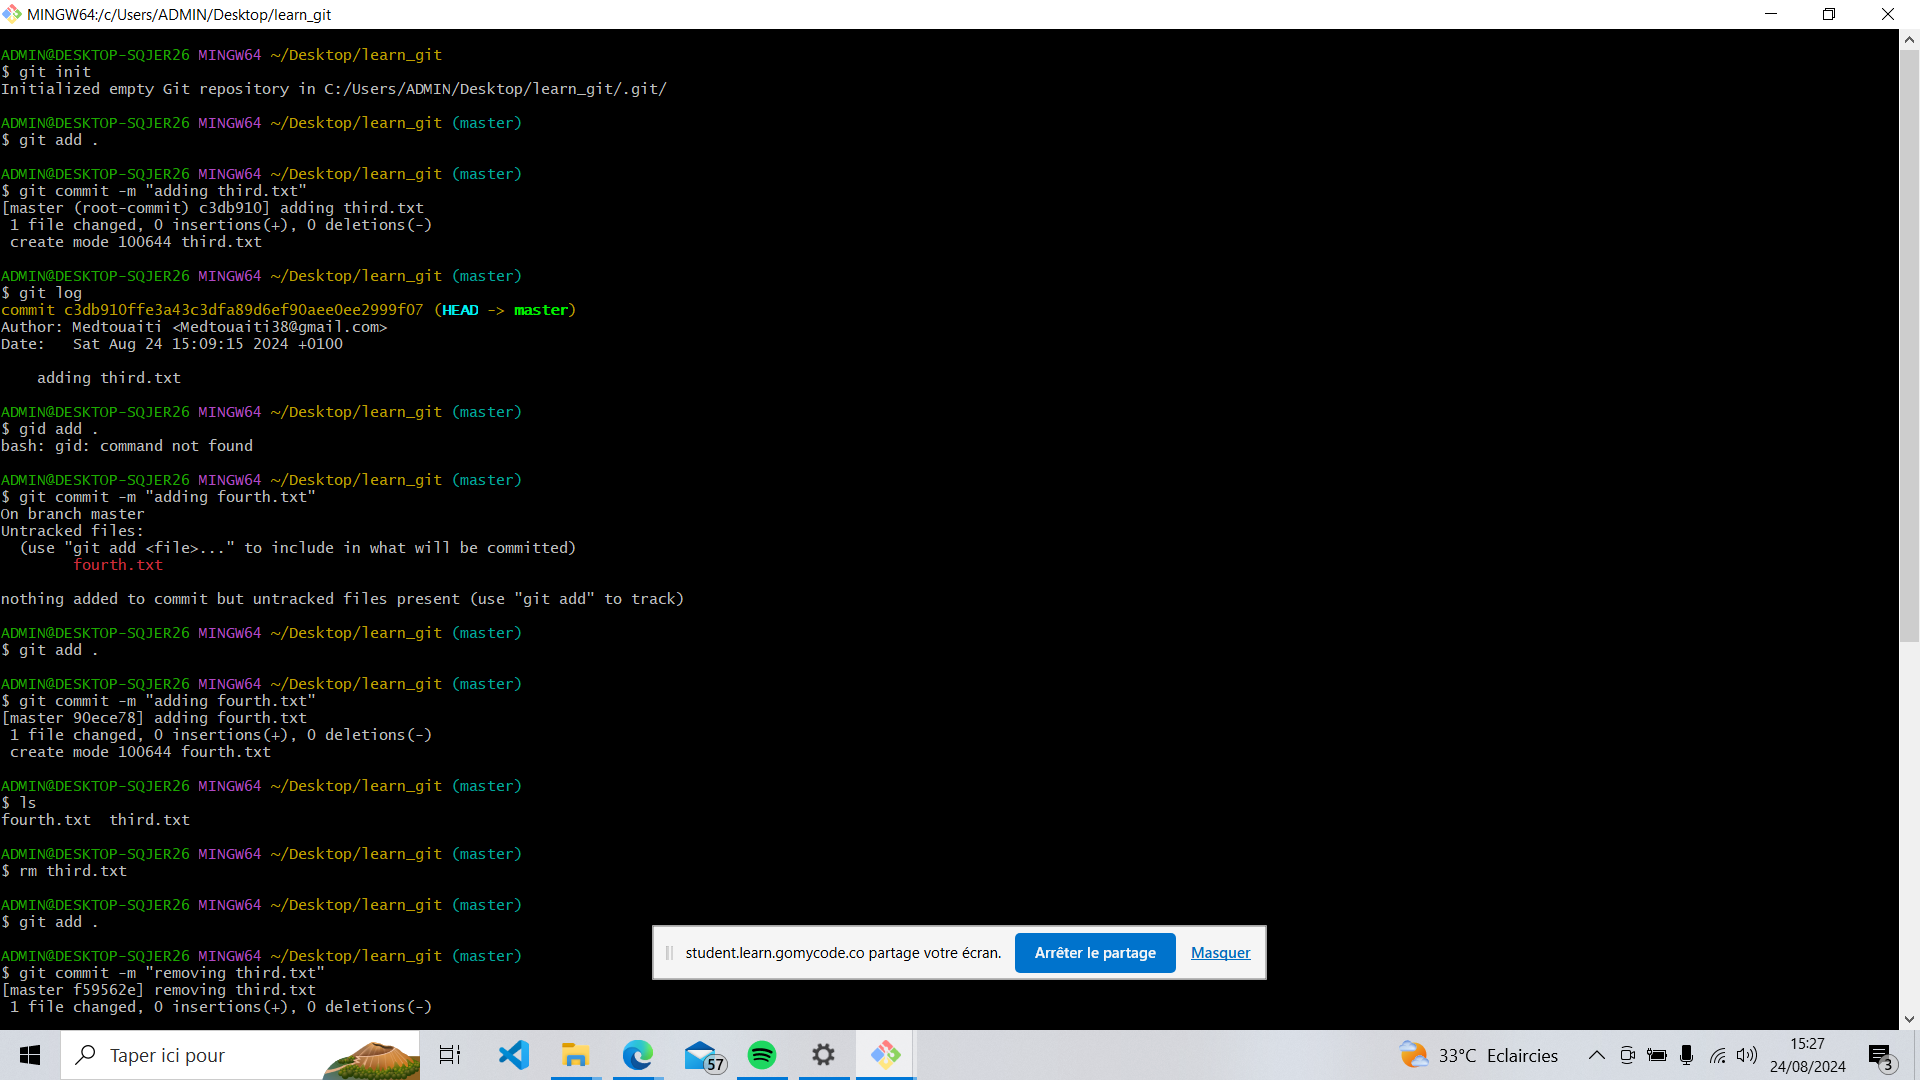 MINGW64:/c/Users/ADMIN/Desktop/learn_git
ADMIN@DESKTOP-SQJER26 MINGW64 ~/Desktop/learn_git
$ git init
Initialized empty Git repository in C:/Users/ADMIN/Desktop/learn_git/.git/
ADMIN@DESKTOP-SQJER26 MINGW64 ~/Desktop/learn_git (master)
$ git add .
ADMIN@DESKTOP-SQJER26 MINGW64 ~/Desktop/learn_git (master)
$ git commit -m "adding third.txt"
[master (root-commit) c3db910] adding third.txt
1 file changed, 0 insertions(+), 0 deletions(-)
create mode 100644 third.txt
ADMIN@DESKTOP-SQJER26 MINGW64 ~/Desktop/learn_git (master)
$ git log
commit c3db910ffe3a43c3dfa89d6ef90aee0ee2999f07 (HEAD -> master)
Author: Medtouaiti <Medtouaiti38@gmail.com>
Date:   Sat Aug 24 15:09:15 2024 +0100
adding third.txt
ADMIN@DESKTOP-SQJER26 MINGW64 ~/Desktop/learn_git (master)
$ gid add .
bash: gid: command not found
ADMIN@DESKTOP-SQJER26 MINGW64 ~/Desktop/learn_git (master)
$ git commit -m "adding fourth.txt"
On branch master
Untracked files:
(use "git add <file>..." to include in what will be committed)
fourth.txt
nothing added to commit but untracked files present (use "git add" to track)
ADMIN@DESKTOP-SQJER26 MINGW64 ~/Desktop/learn_git (master)
$ git add .
ADMIN@DESKTOP-SQJER26 MINGW64 ~/Desktop/learn_git (master)
$ git commit -m "adding fourth.txt"
[master 90ece78] adding fourth.txt
1 file changed, 0 insertions(+), 0 deletions(-)
create mode 100644 fourth.txt
ADMIN@DESKTOP-SQJER26 MINGW64 ~/Desktop/learn_git (master)
$ ls
fourth.txt  third.txt
ADMIN@DESKTOP-SQJER26 MINGW64 ~/Desktop/learn_git (master)
$ rm third.txt
ADMIN@DESKTOP-SQJER26 MINGW64 ~/Desktop/learn_git (master)
$ git add .
ADMIN@DESKTOP-SQJER26 MINGW64 ~/Desktop/learn_git (master)
$ git commit -m "removing third.txt"
[master f59562e] removing third.txt
1 file changed, 0 insertions(+), 0 deletions(-)
student.learn.gomycode.co partage votre écran. Arrêter le partage Masquer
Taper ici pour
57
33°C Eclaircies
15:27
24/08/2024
3